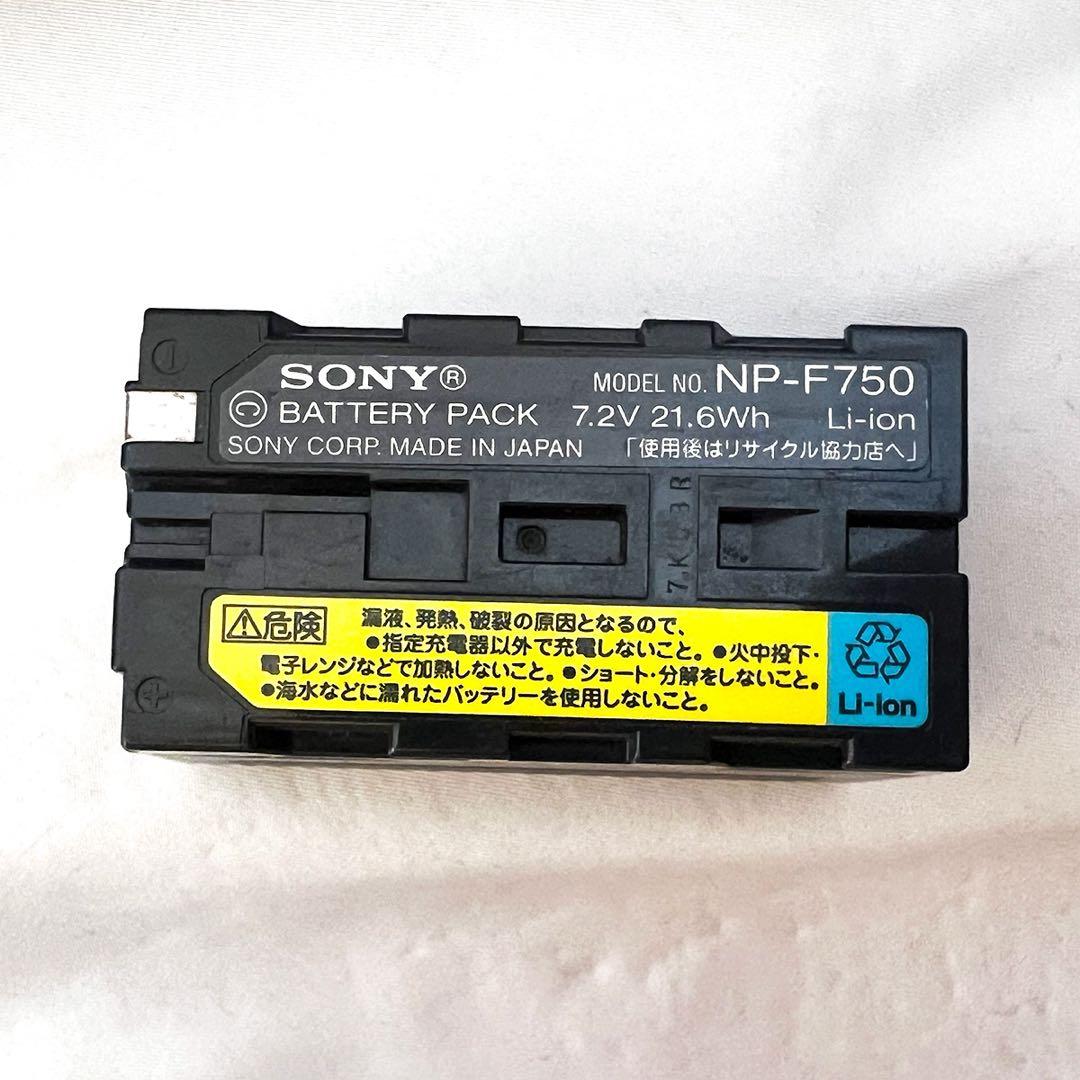 SONY®
MODEL NO. NP-F750
Ⓒ BATTERY PACK 7.2V 21.6Wh Li-ion
SONY CORP. MADE IN JAPAN 「使用後はリサイクル協力店へ」
⚠危険
漏液、発熱、破裂の原因となるので、
●指定充電器以外で充電しないこと。●火中投下・
電子レンジなどで加熱しないこと。●ショート・分解をしないこと。
●海水などに濡れたバッテリーを使用しないこと。
Li-ion